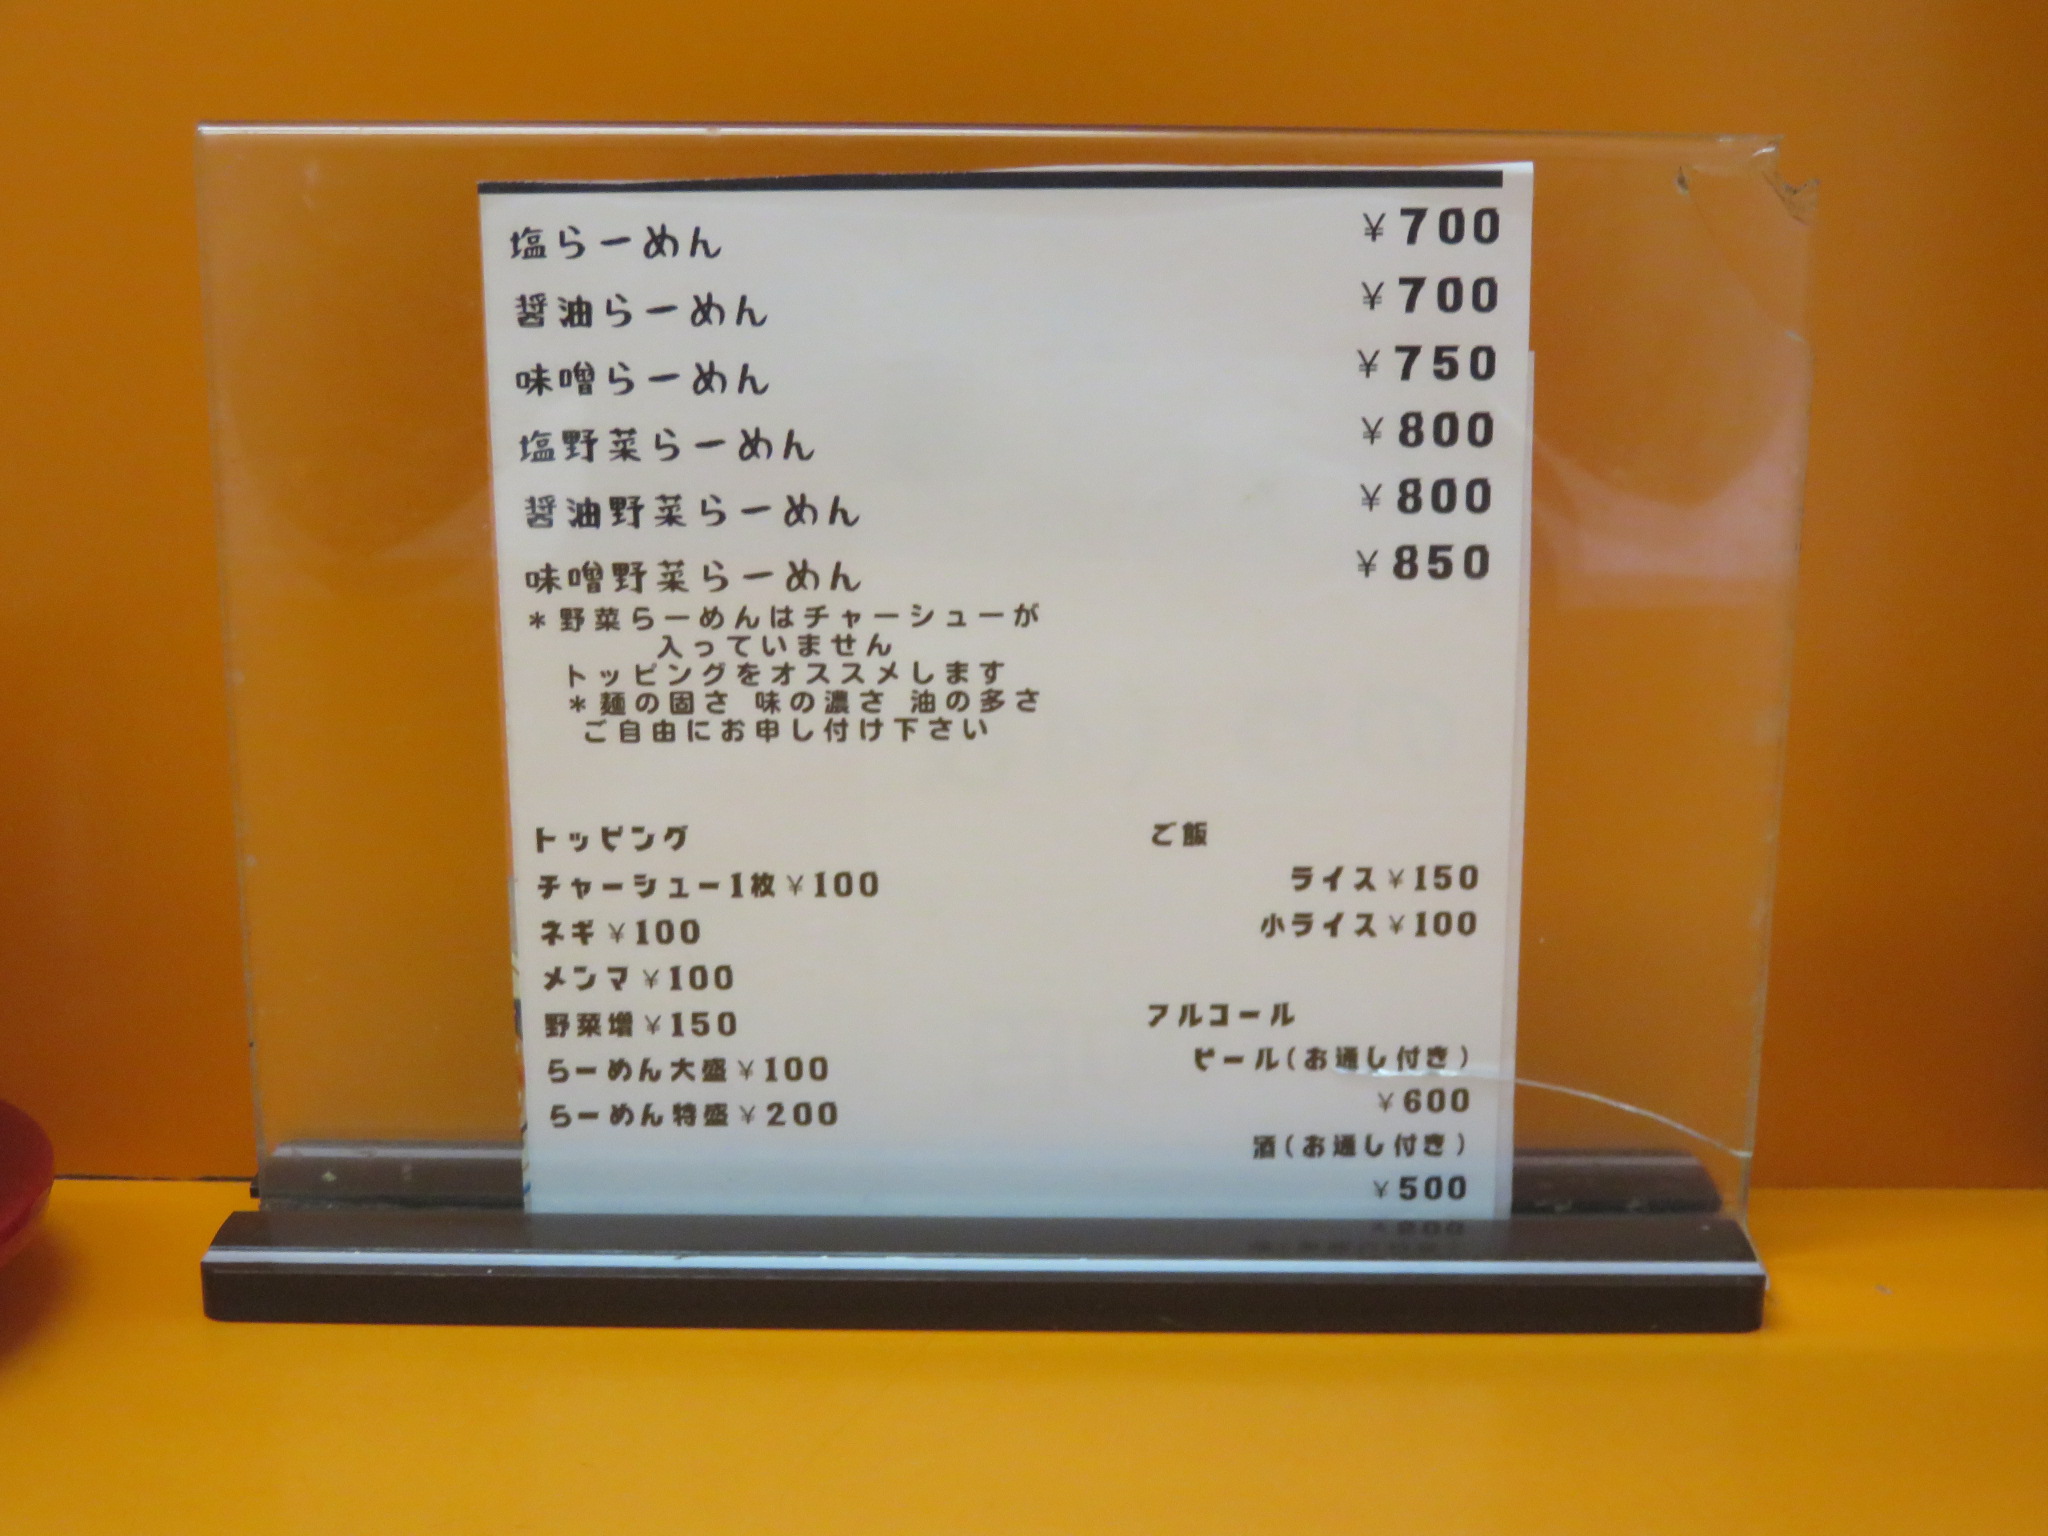 塩らーめん ¥700
醤油らーめん ¥700
味噌らーめん ¥750
塩野菜らーめん ¥800
醤油野菜らーめん ¥800
味噌野菜らーめん ¥850
*野菜らーめんはチャーシューが
入っていません
トッピングをオススメします
*麺の固さ 味の濃さ 油の多さ
ご自由にお申し付け下さい
トッピング
チャーシュー1枚¥100
ネギ¥100
メンマ¥100
野菜増¥150
らーめん大盛¥100
らーめん特盛¥200
ご飯
ライス¥150
小ライス¥100
アルコール
ビール(お通し付き)
¥600
酒(お通し付き)
¥500